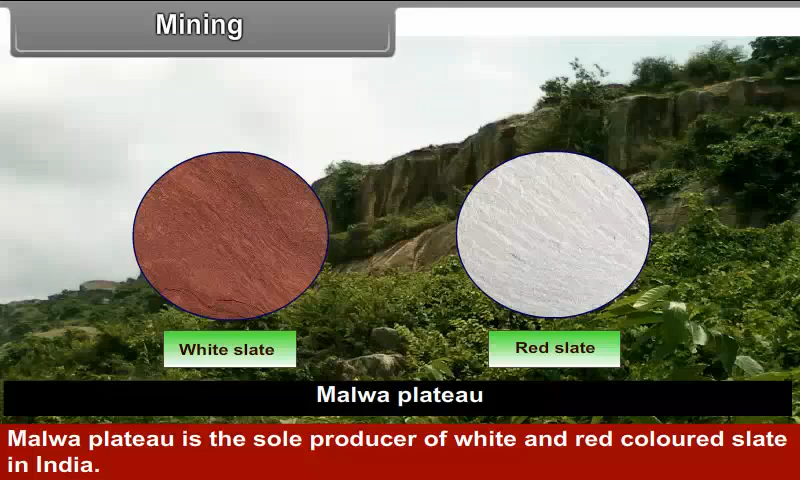 Mining
White slate
Red slate
Malwa plateau
Malwa plateau is the sole producer of white and red coloured slate
in India.